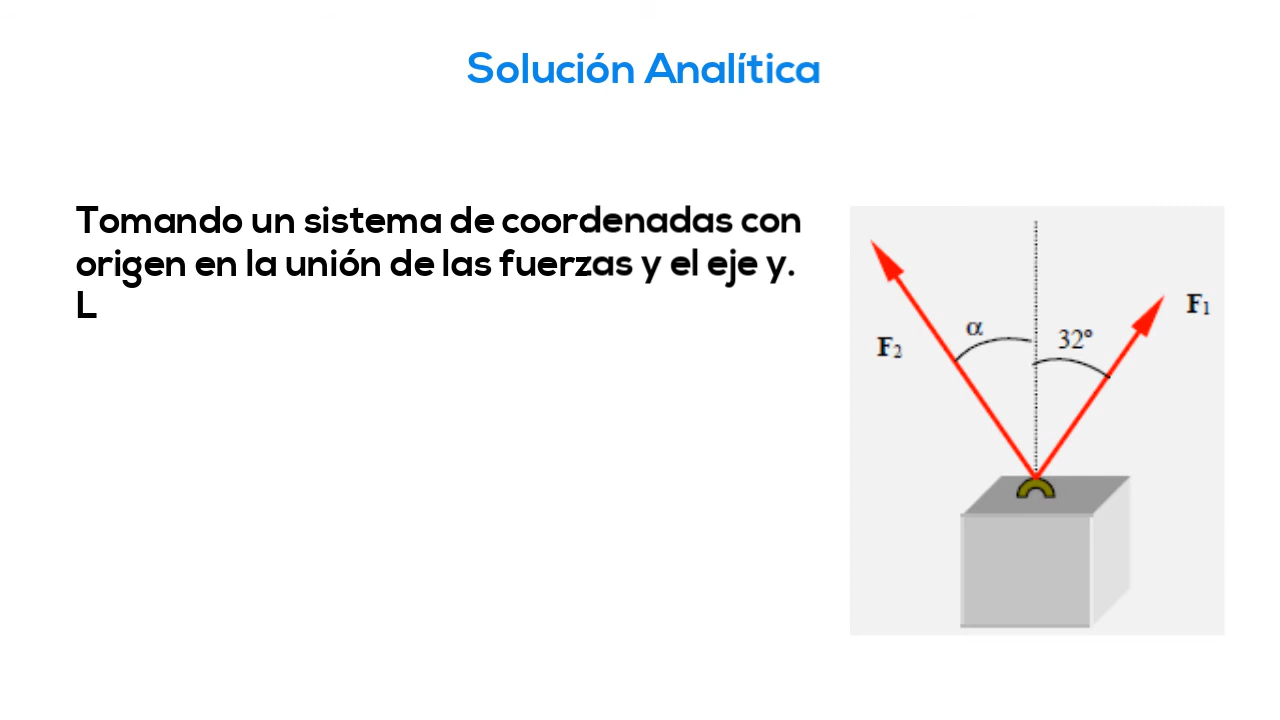 Solución Analítica
Tomando un sistema de coordenadas con
origen en la unión de las fuerzas y el eje y.
L
F1
α
32º
F2